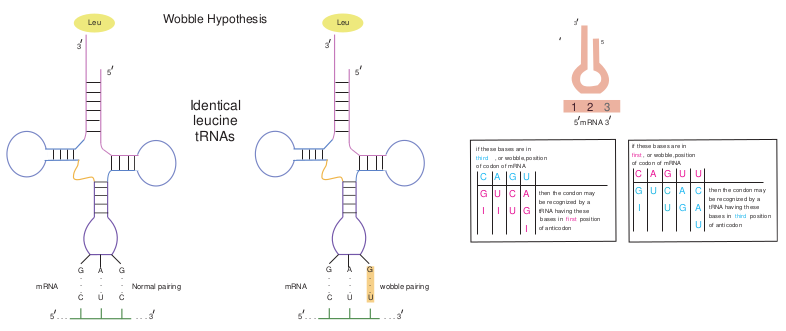 Wobble Hypothesis
Leu
3′
5′
Identical
leucine
tRNAs
G A G
C U C
mRNA
Normal pairing
5′
3′
Leu
3′
5′
G A G
C U U
mRNA
wobble pairing
5′
3′
3′
5
′
1 2 3
5′mRNA 3′
if these bases are in
third , or wobble,position
of codon of mRNA
C A G U
G U C A
I I U G
I
then the condon may
be recognized by a
tRNA having these
bases in first position
of anticodon
if these bases are in
first, or wobble,position
of codon of mRNA
C A G U U
G U C A C
I U G A
U
then the condon may
be recognized by a
tRNA having these
bases in third position
of anticodon